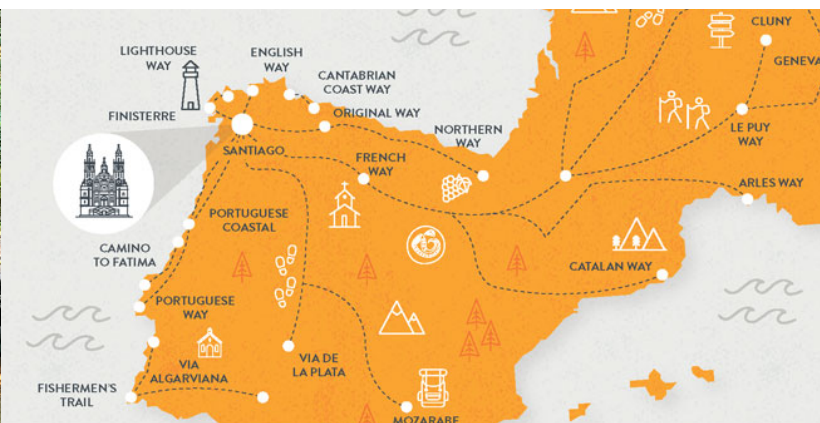 LIGHTHOUSE
WAY
ENGLISH
WAY
CANTABRIAN
COAST WAY
FINISTERRE
ORIGINAL WAY
NORTHERN
WAY
SANTIAGO
FRENCH
WAY
CLUNY
GENEVA
LE PUY
WAY
ARLES WAY
PORTUGUESE
COASTAL
CAMINO
TO FATIMA
CATALAN WAY
PORTUGUESE
WAY
VIA
ALGARVIANA
VIA DE
LA PLATA
FISHERMEN'S
TRAIL
MOZARABE